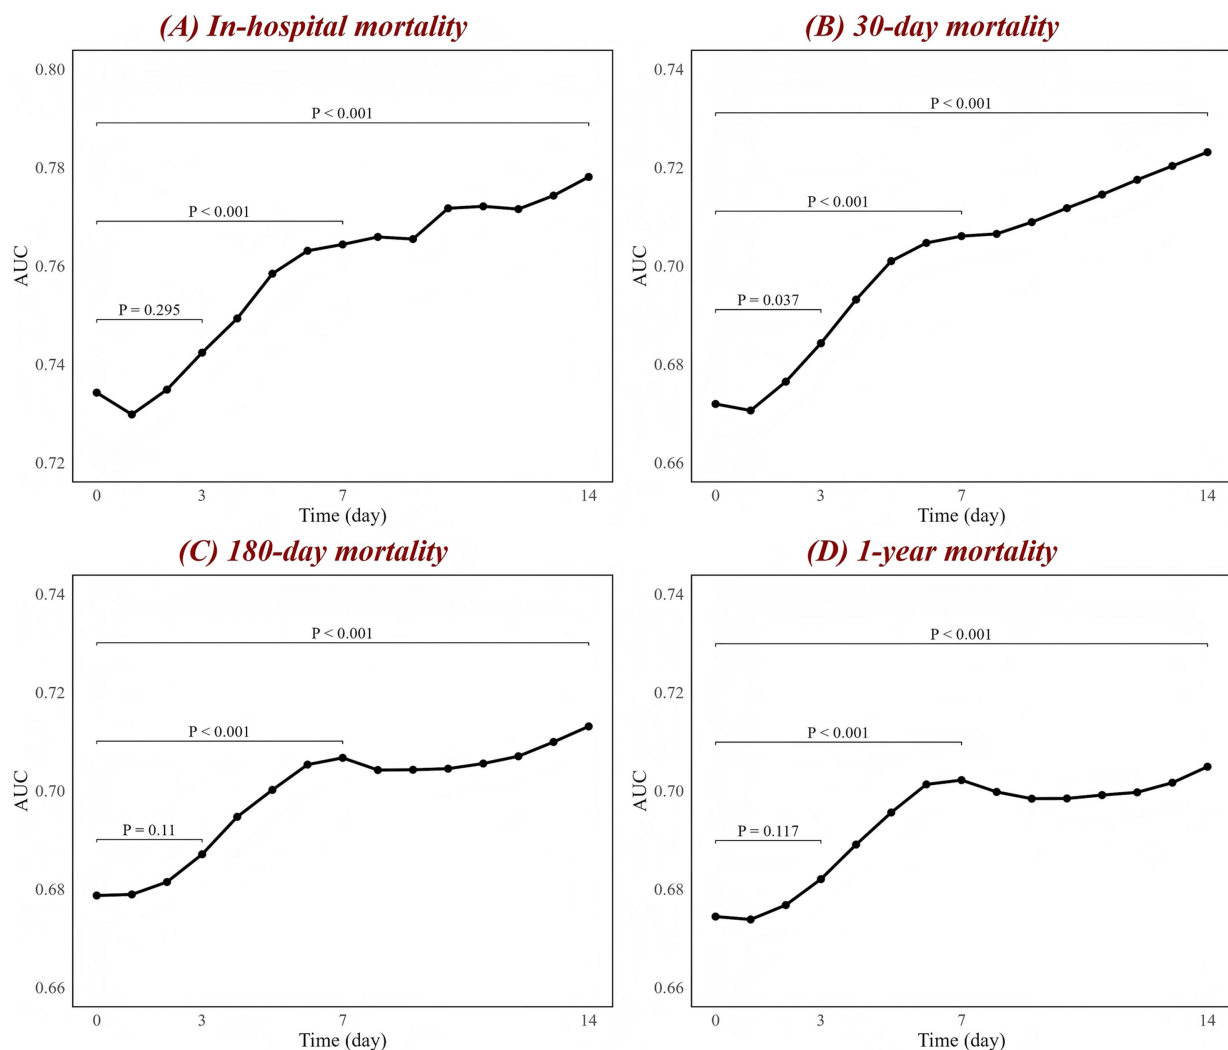 (A) In-hospital mortality
0.80
0.78
0.76
0.74
0.72
AUC
P < 0.001
P < 0.001
P = 0.295
0 3 7 14
Time (day)
(B) 30-day mortality
0.74
0.72
0.70
0.68
0.66
AUC
P < 0.001
P < 0.001
P = 0.037
0 3 7 14
Time (day)
(C) 180-day mortality
0.74
0.72
0.70
0.68
0.66
AUC
P < 0.001
P < 0.001
P = 0.11
0 3 7 14
Time (day)
(D) 1-year mortality
0.74
0.72
0.70
0.68
0.66
AUC
P < 0.001
P < 0.001
P = 0.117
0 3 7 14
Time (day)